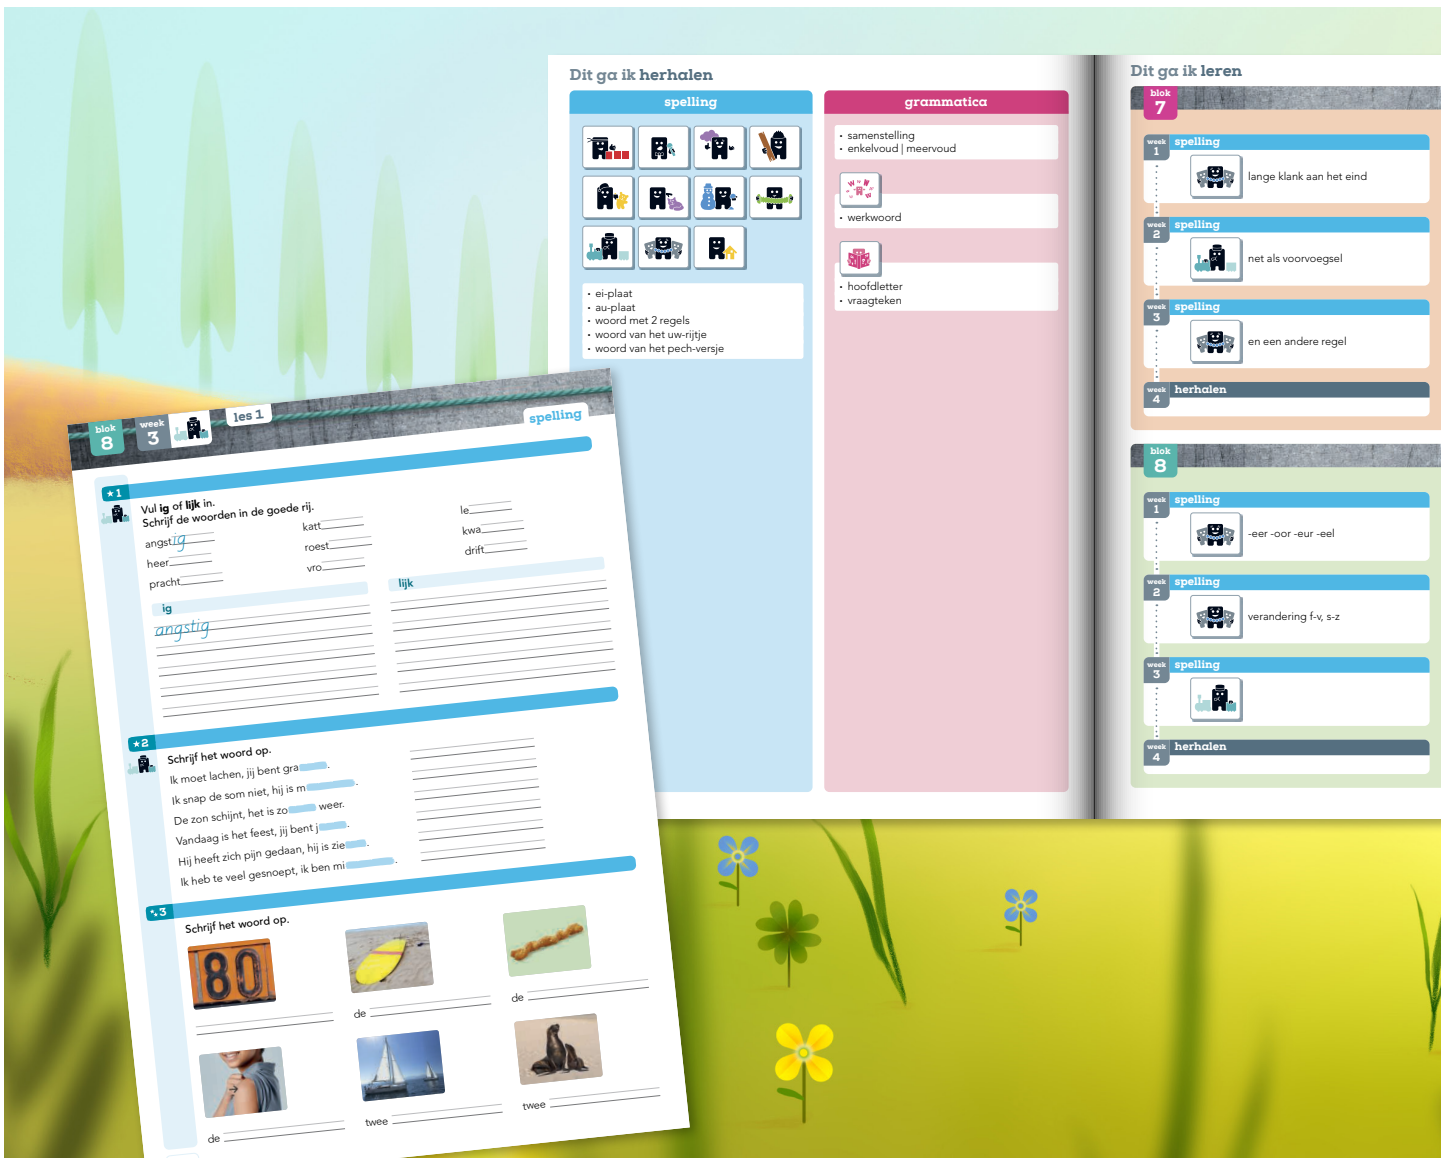 Dit ga ik herhalen
spelling
• ei-plaat
• au-plaat
• woord met 2 regels
• woord van het uw-rijtje
• woord van het pech-versje
grammatica
• samenstelling
• enkelvoud | meervoud
• werkwoord
• hoofdletter
• vraagteken
Dit ga ik leren
blok
7
week
1
spelling
lange klank aan het eind
week
2
spelling
net als voorvoegsel
week
3
spelling
en een andere regel
week
4
herhalen
blok
8
week
1
spelling
-eer -oor -eur -eel
week
2
spelling
verandering f-v, s-z
week
3
spelling
week
4
herhalen
blok
8
week
3
les 1
spelling
★1
Vul ig of lijk in.
Schrijf de woorden in de goede rij.
angstig
katt
le
heer
roest
kwa
pracht
vro
drift
ig
lijk
angstig
★2
Schrijf het woord op.
Ik moet lachen, jij bent gra .
Ik snap de som niet, hij is m .
De zon schijnt, het is zo weer.
Vandaag is het feest, jij bent j .
Hij heeft zich pijn gedaan, hij is zie .
Ik heb te veel gesnoept, ik ben mi .
3
Schrijf het woord op.
80
de
de
de
twee
twee